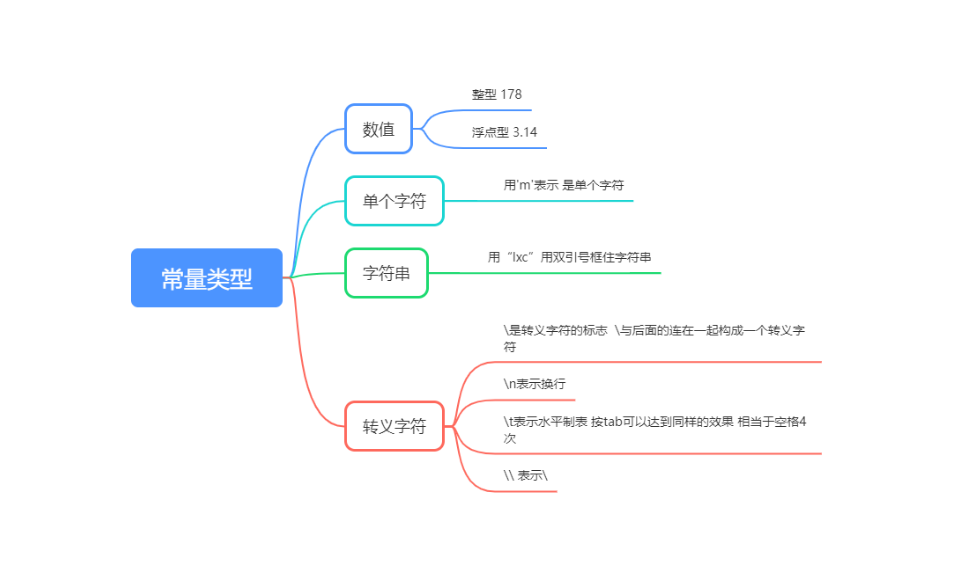 常量类型
数值
整型 178
浮点型 3.14
单个字符
用'm'表示 是单个字符
字符串
用“lxc”用双引号框住字符串
转义字符
\是转义字符的标志  \与后面的连在一起构成一个转义字
符
\n表示换行
\t表示水平制表 按tab可以达到同样的效果 相当于空格4
次
\\ 表示\